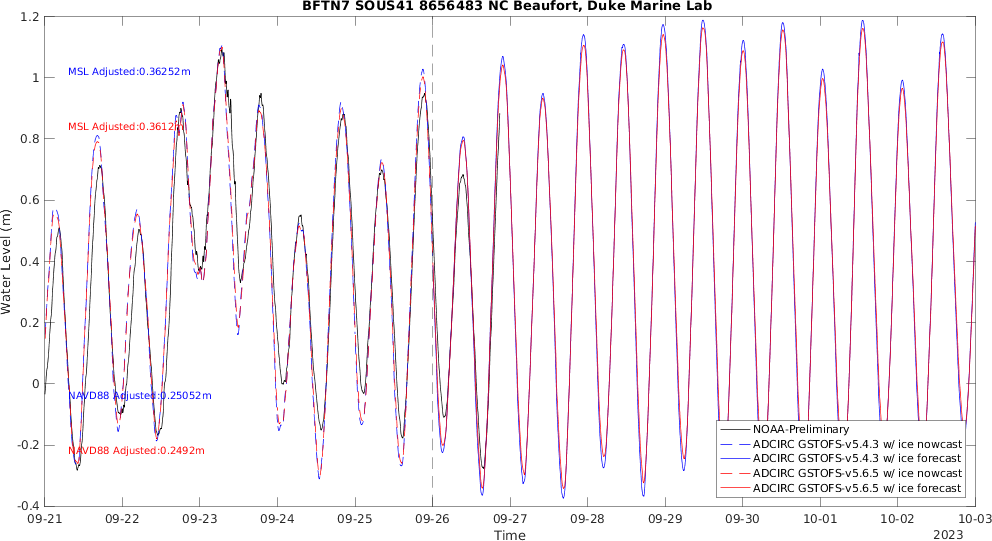 BFTN7 SOUS41 8656483 NC Beaufort, Duke Marine Lab
1.2
1
0.8
0.6
0.4
0.2
0
-0.2
-0.4
Water Level (m)
MSL Adjusted:0.36252m
MSL Adjusted:0.3612
NAVD88 Adjusted:0.25052m
NAVD88 Adjusted:0.2492m
NOAA-Preliminary
ADCIRC GSTOFS-v5.4.3 w/ ice nowcast
ADCIRC GSTOFS-v5.4.3 w/ ice forecast
ADCIRC GSTOFS-v5.6.5 w/ ice nowcast
ADCIRC GSTOFS-v5.6.5 w/ ice forecast
09-21 09-22 09-23 09-24 09-25 09-26 09-27 09-28 09-29 09-30 10-01 10-02 10-03
Time
2023